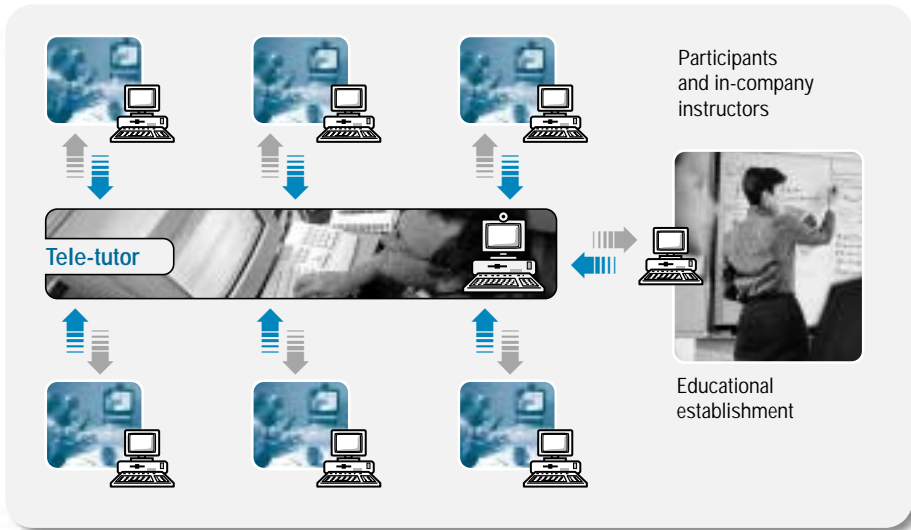 Participants
and in-company
instructors
Tele-tutor
Educational
establishment